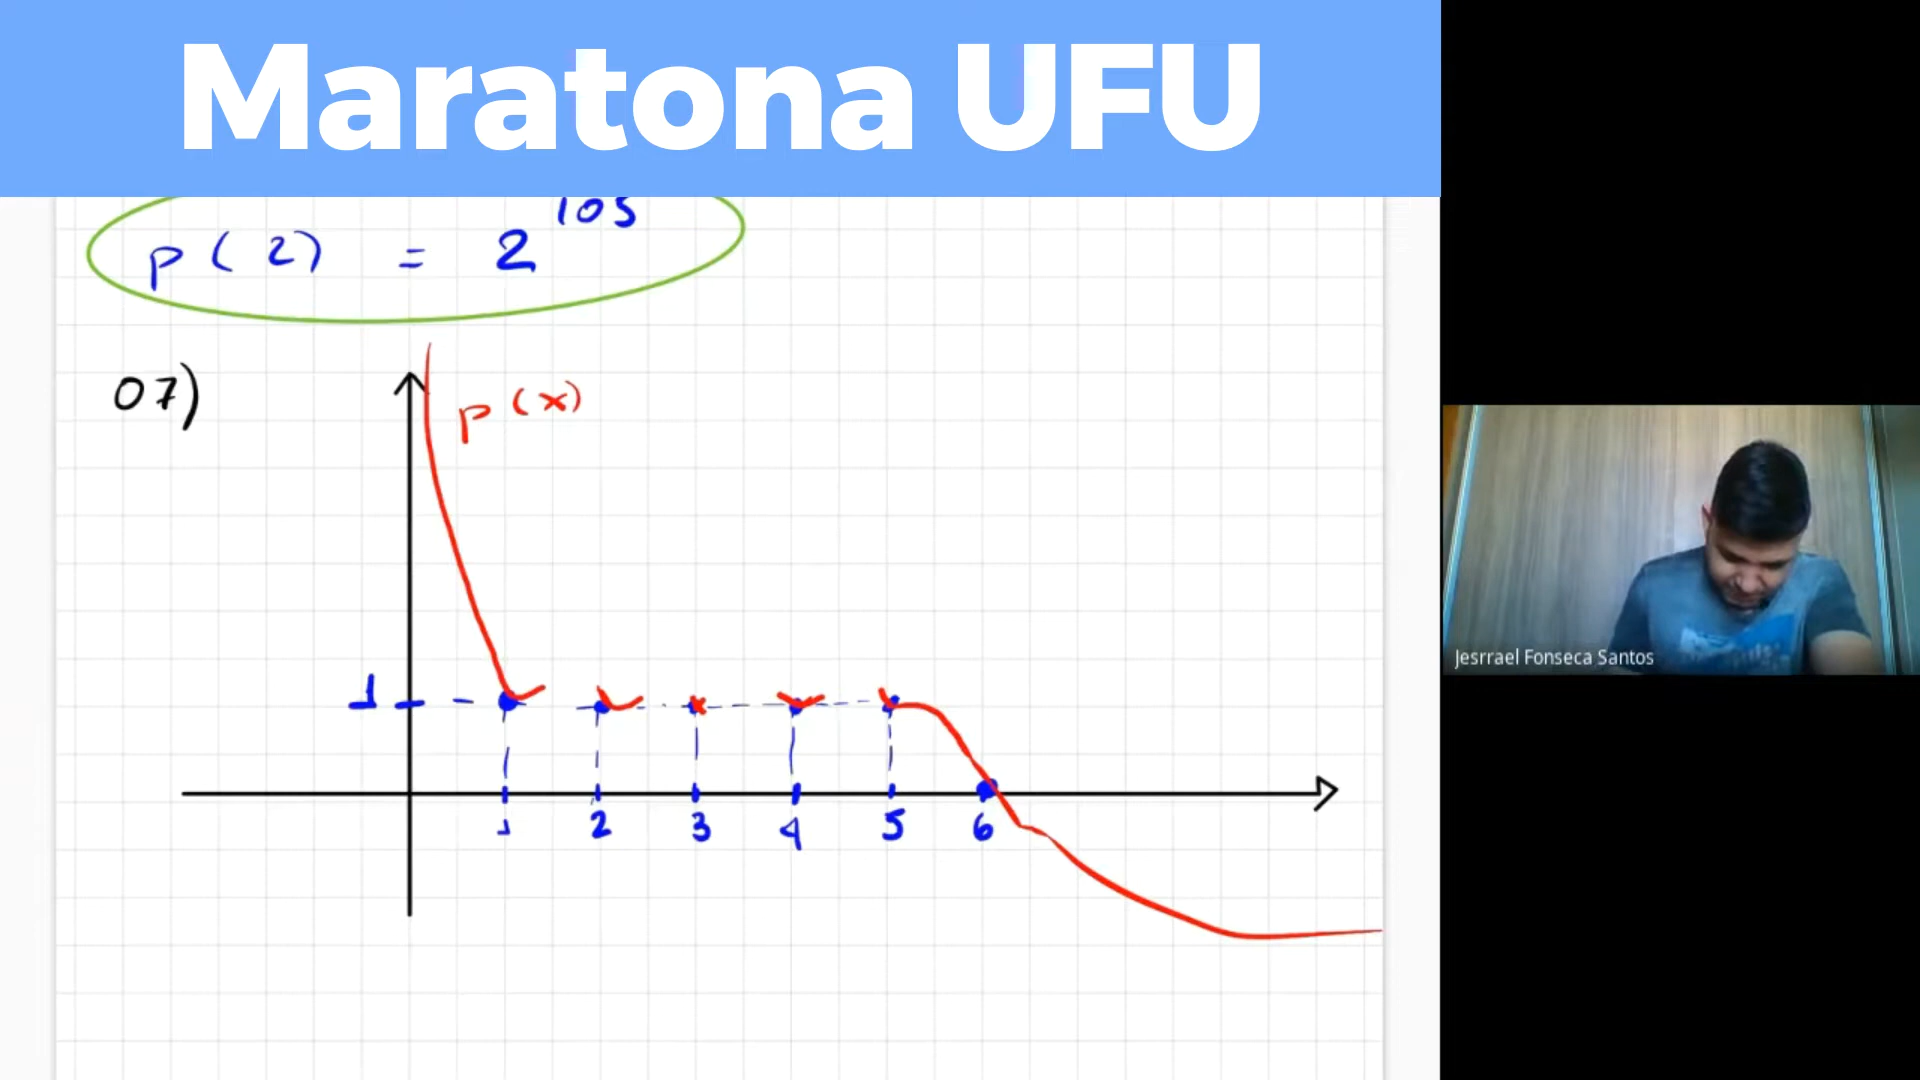 Maratona UFU
p(2) = 2^105
07)
p(x)
1
1 2 3 4 5 6
Jesrrael Fonseca Santos